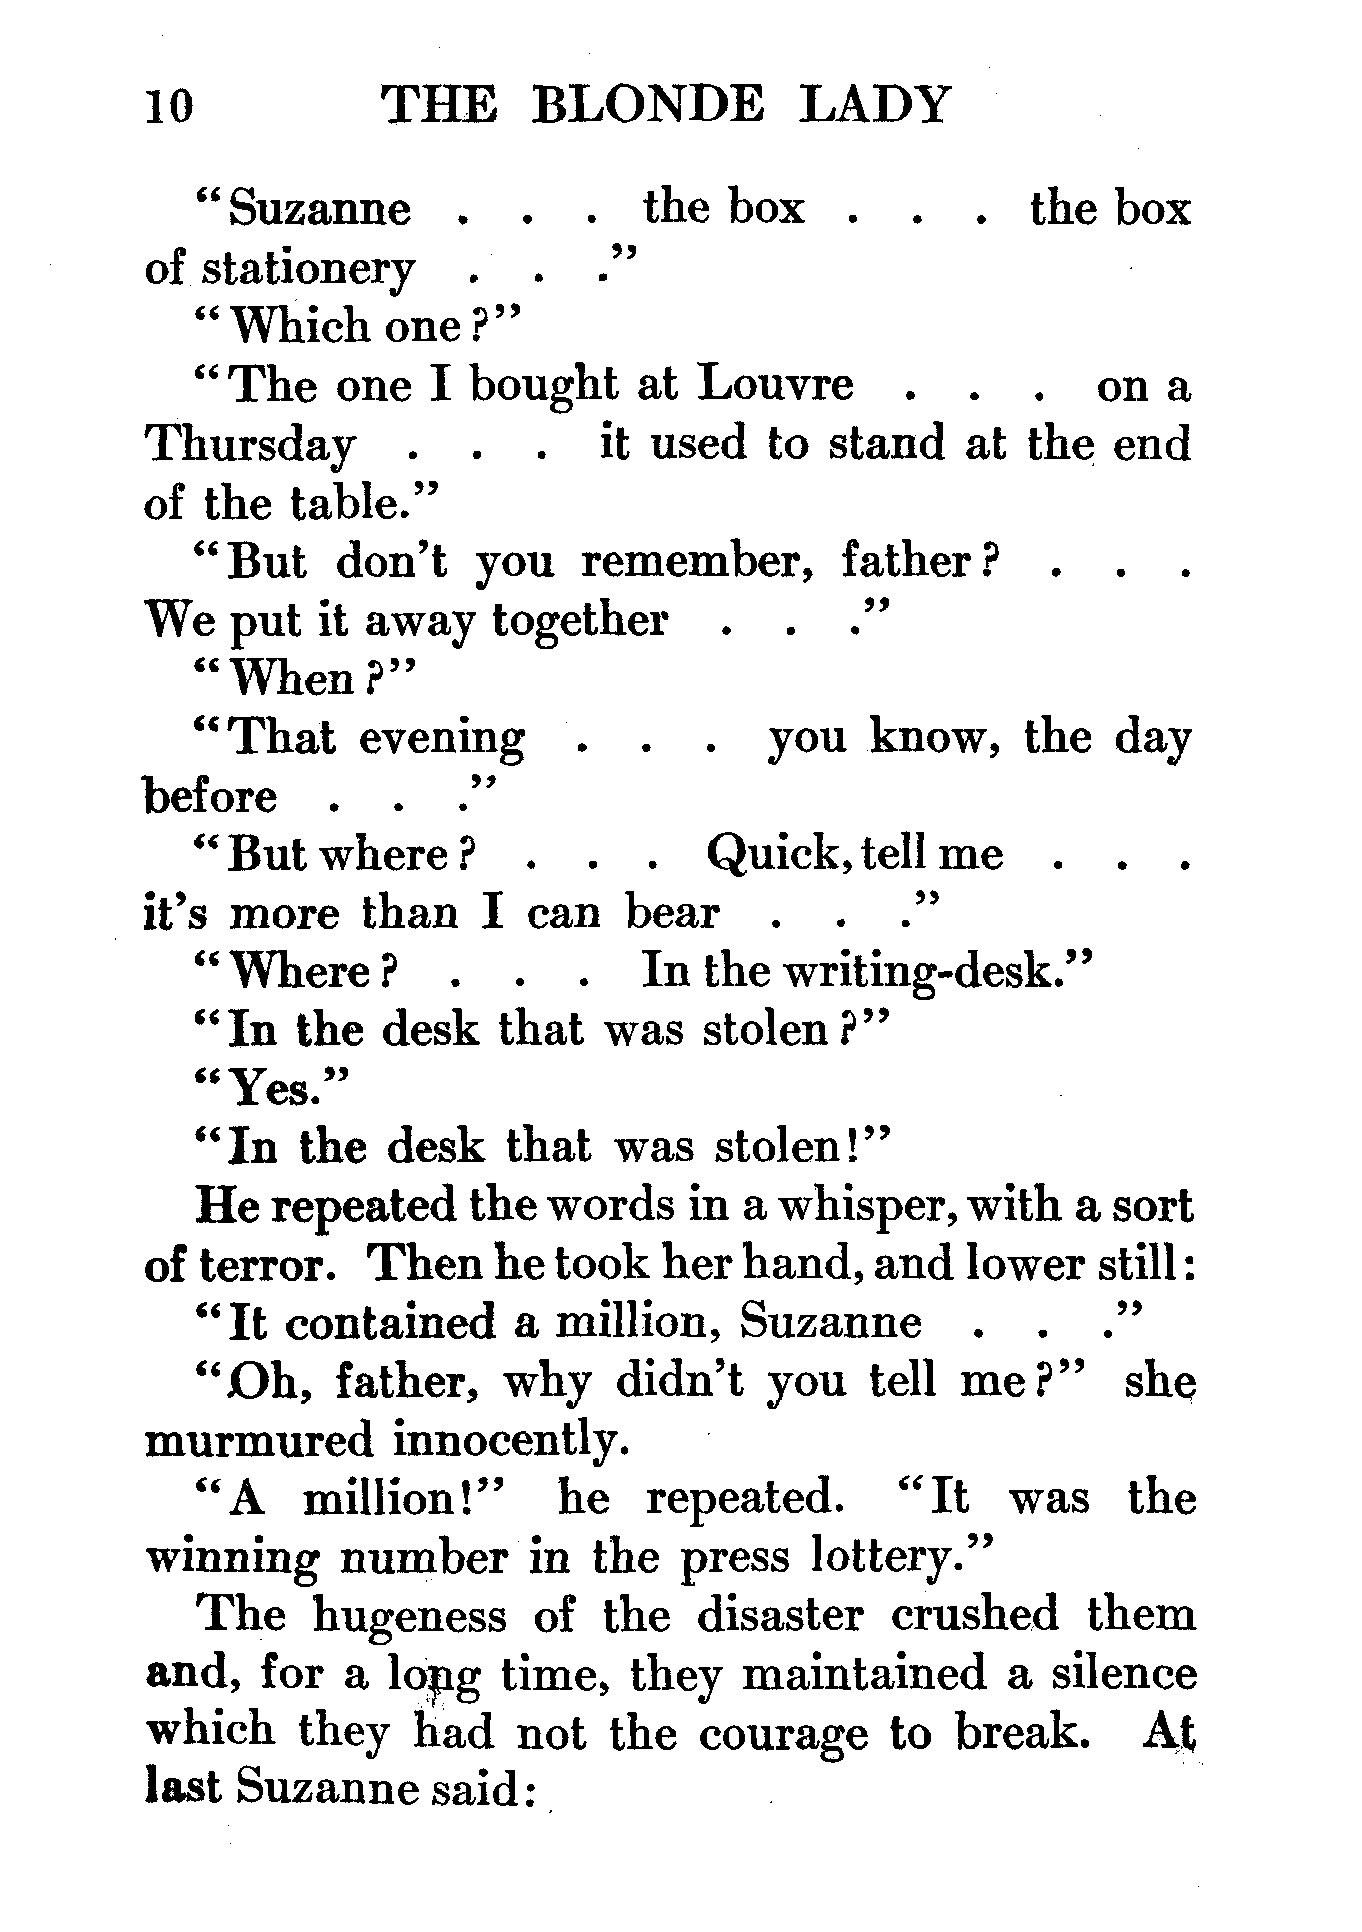 10 THE BLONDE LADY
“Suzanne . . . the box . . . the box
of stationery . . .”
“Which one?”
“The one I bought at Louvre . . . on a
Thursday . . . it used to stand at the end
of the table.”
“But don’t you remember, father? . . .
We put it away together . . .”
“When?”
“That evening . . . you know, the day
before . . .”
“But where? . . . Quick, tell me . . .
it’s more than I can bear . . .”
“Where? . . . In the writing-desk.”
“In the desk that was stolen?”
“Yes.”
“In the desk that was stolen!”
He repeated the words in a whisper, with a sort
of terror. Then he took her hand, and lower still:
“It contained a million, Suzanne . . .”
“Oh, father, why didn’t you tell me?” she
murmured innocently.
“A million!” he repeated. “It was the
winning number in the press lottery.”
The hugeness of the disaster crushed them
and, for a long time, they maintained a silence
which they had not the courage to break. At
last Suzanne said: